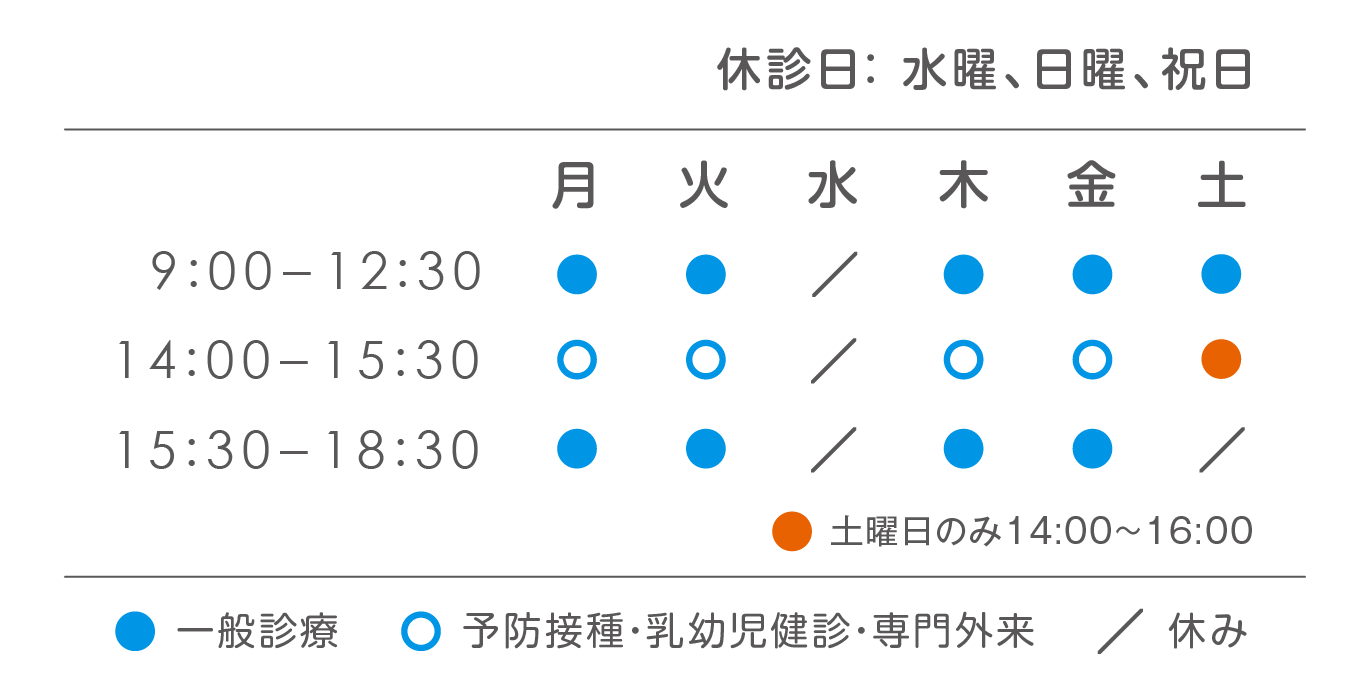 休診日：水曜、日曜、祝日
月 火 水 木 金 土
9:00–12:30 ● ● ／ ● ● ●
14:00–15:30 ○ ○ ／ ○ ○ ●
15:30–18:30 ● ● ／ ● ● ／
● 土曜日のみ14:00～16:00
● 一般診療 ○ 予防接種・乳幼児健診・専門外来 ／ 休み